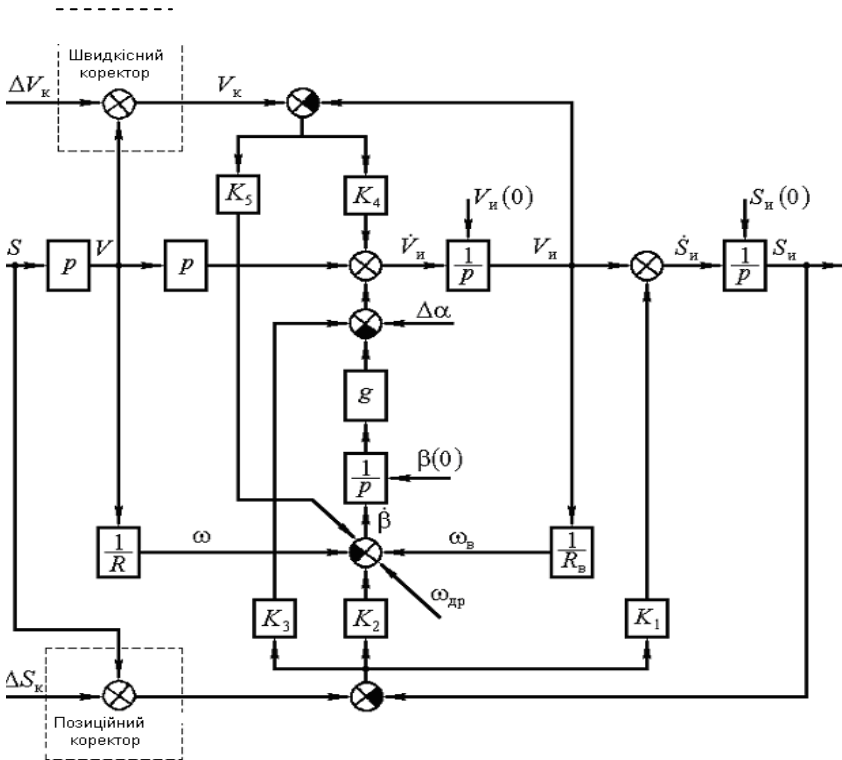 Швидкісний
коректор
ΔVк
Vк
K₅
K₄
Vи(0)
Sи(0)
S
p
V
p
V̇и
1/p
Vи
Ṡи
1/p
Sи
Δα
g
1/p
β(0)
β̇
1/R
ω
ωв
1/Rв
ωдр
K₃
K₂
K₁
ΔSк
Позиційний
коректор